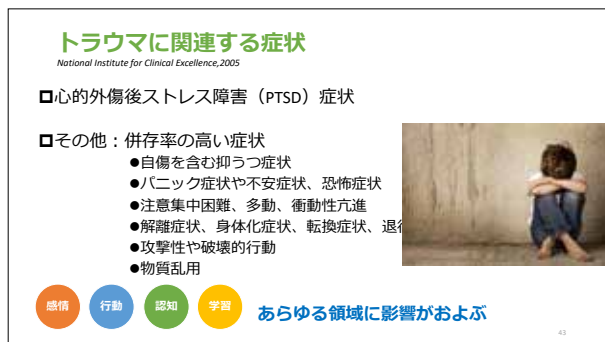 トラウマに関連する症状
National Institute for Clinical Excellence,2005
心的外傷後ストレス障害（PTSD）症状
その他：併存率の高い症状
●自傷を含む抑うつ症状
●パニック症状や不安症状、恐怖症状
●注意集中困難、多動、衝動性亢進
●解離症状、身体化症状、転換症状、退
●攻撃性や破壊的行動
●物質乱用
感情 行動 認知 学習 あらゆる領域に影響がおよぶ
43